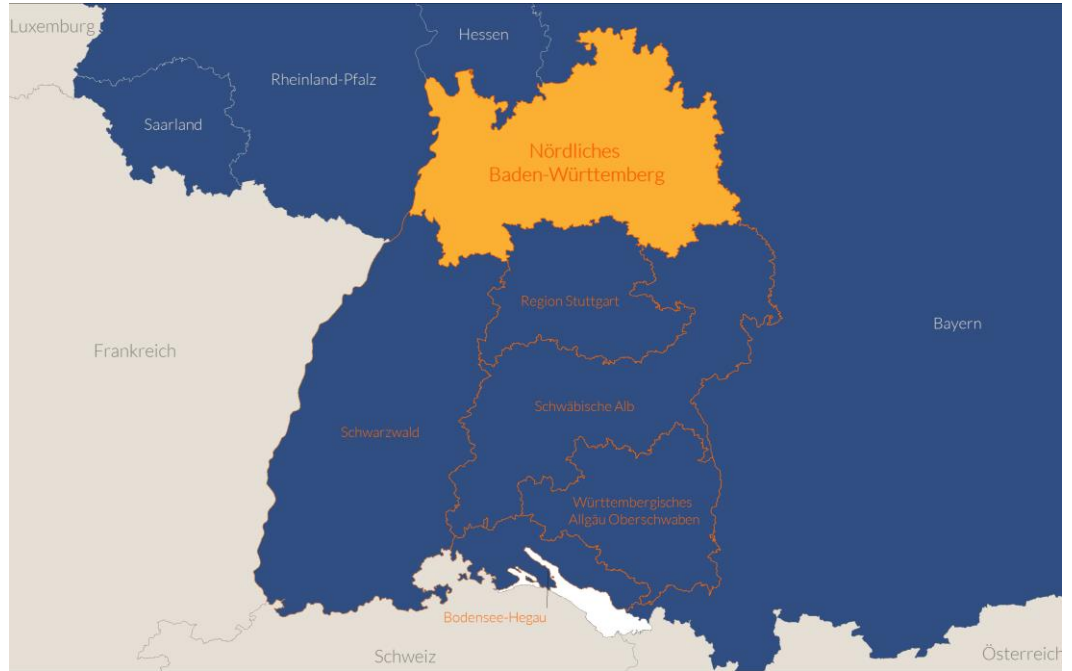 Luxemburg
Hessen
Rheinland-Pfalz
Saarland
Nördliches
Baden-Württemberg
Region Stuttgart
Bayern
Frankreich
Schwäbische Alb
Schwarzwald
Württembergisches
Allgäu Oberschwaben
Bodensee-Hegau
Schweiz
Österreich